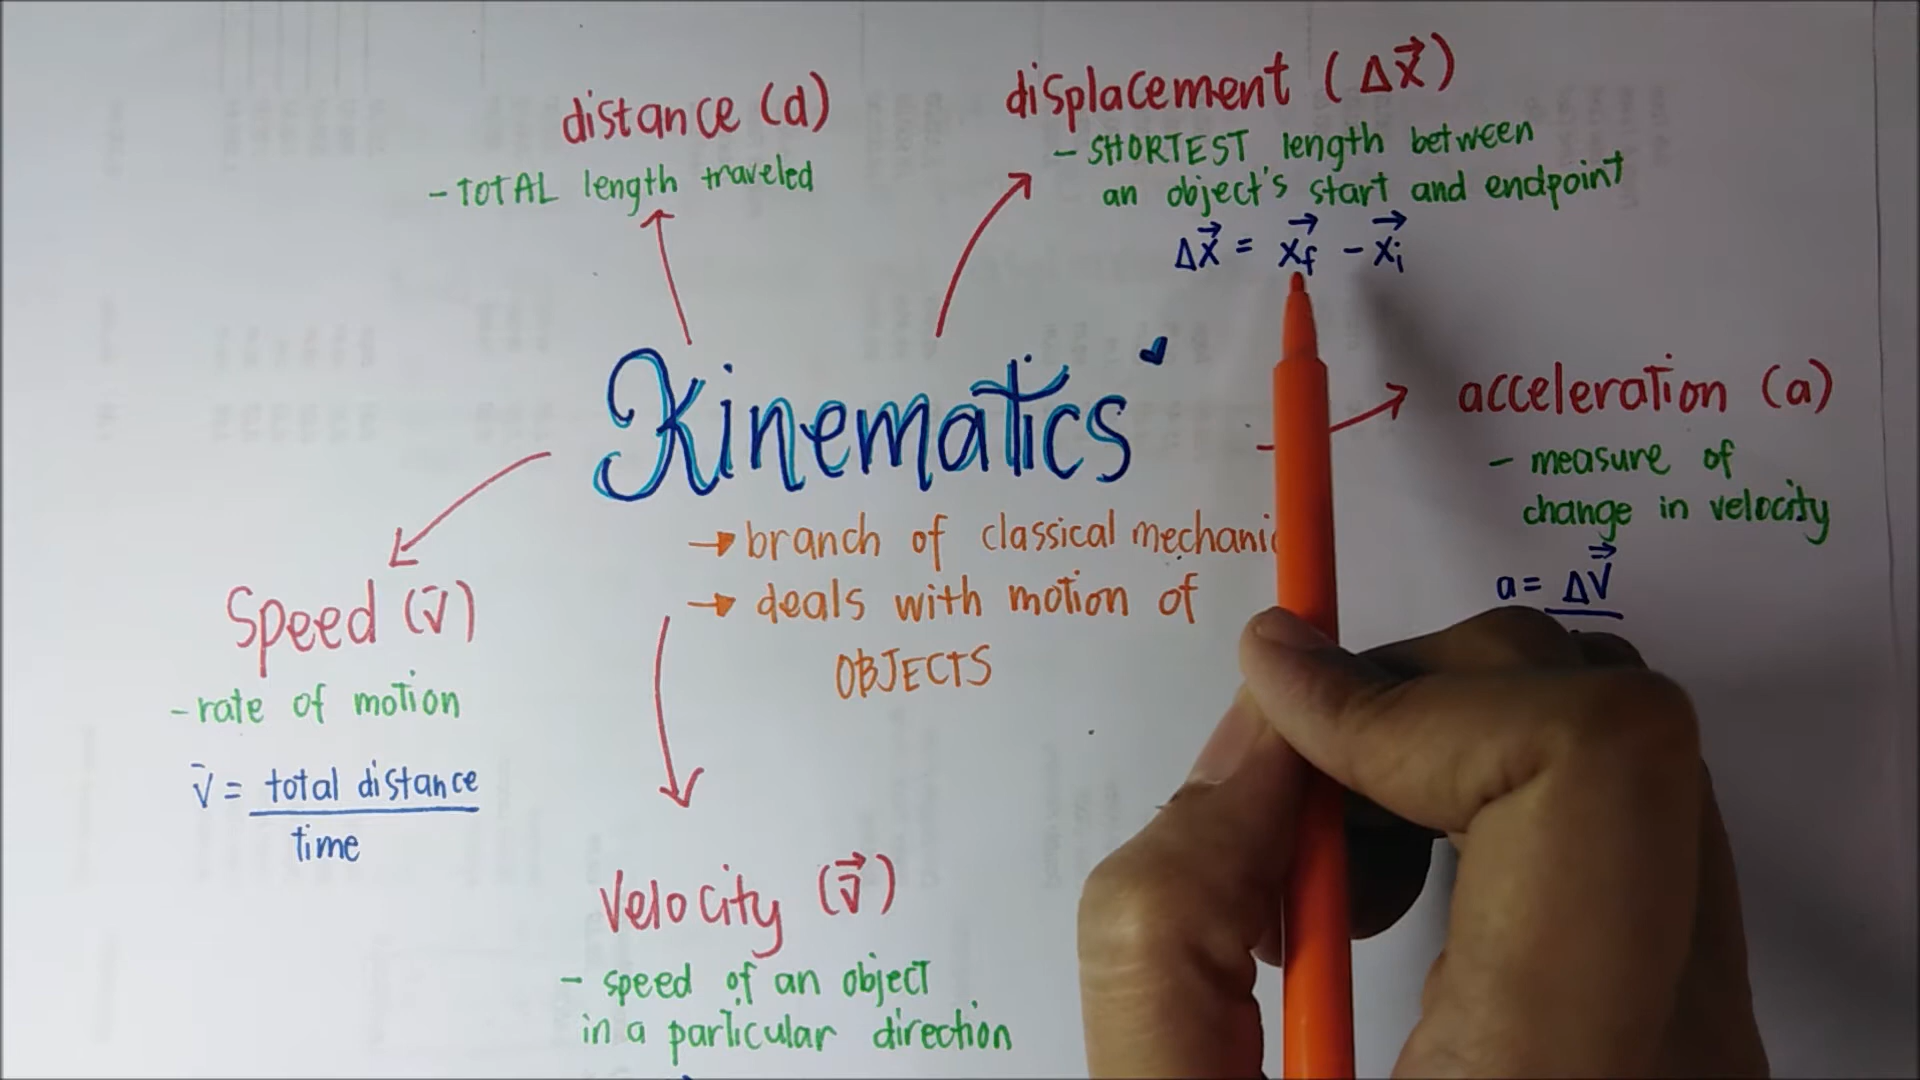 distance (d)
- TOTAL length traveled
displacement (Δx⃗)
- SHORTEST length between
an object's start and endpoint
Δx⃗ = x⃗f - x⃗i
Kinematics
→ branch of classical mechani
→ deals with motion of
OBJECTS
acceleration (a)
- measure of
change in velocity
a = Δv⃗
Speed (v̄)
- rate of motion
v̄ = total distance
time
Velocity (v̄⃗)
- speed of an object
in a particular direction